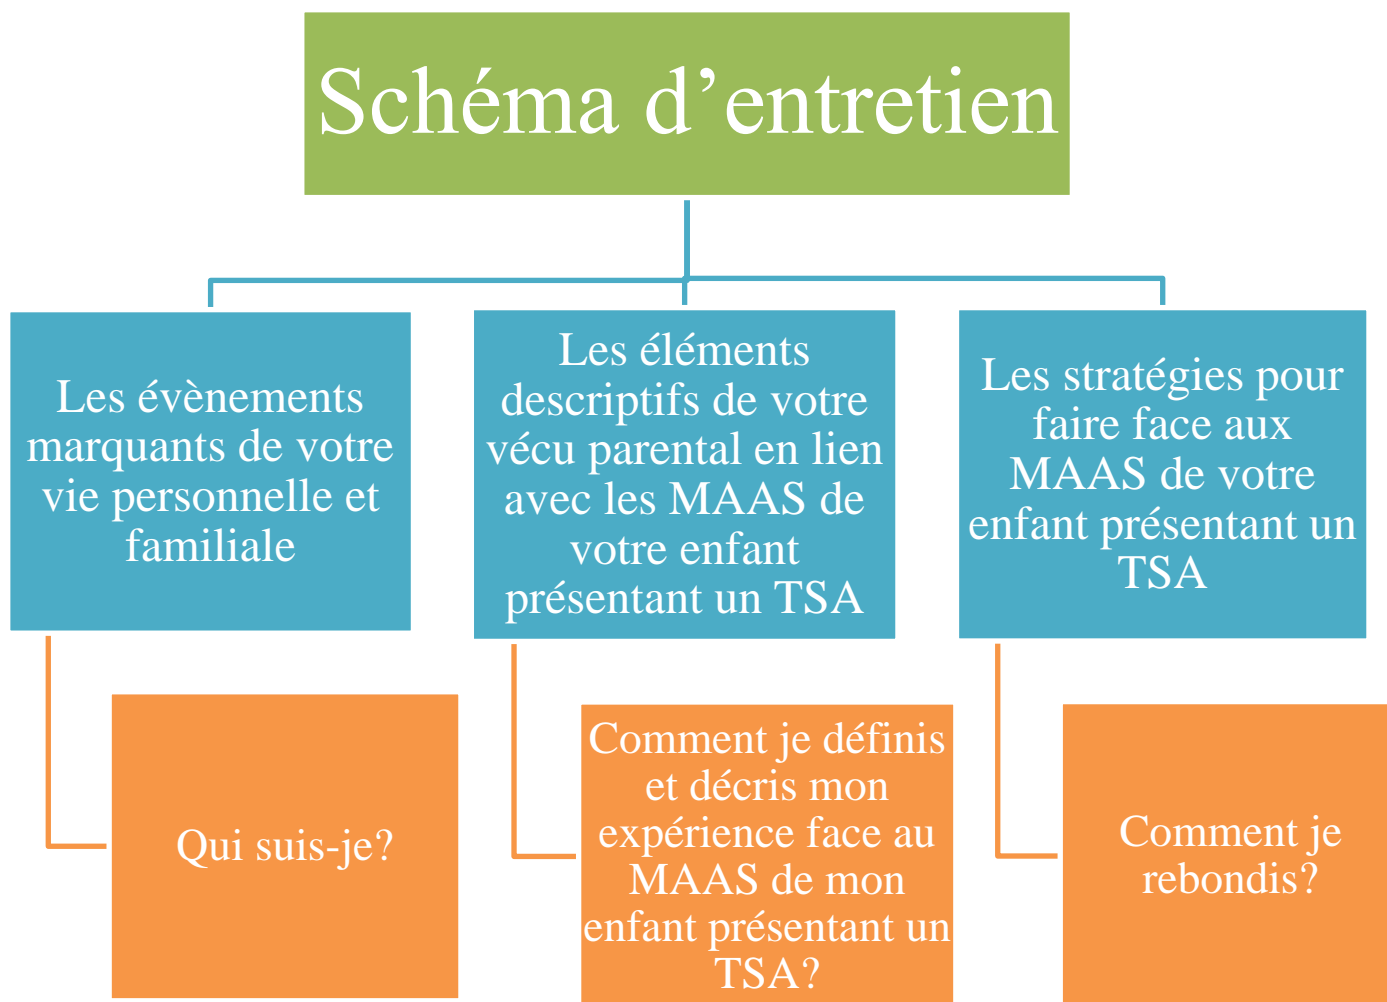 Schéma d’entretien
Les évènements
marquants de votre
vie personnelle et
familiale
Les éléments
descriptifs de votre
vécu parental en lien
avec les MAAS de
votre enfant
présentant un TSA
Les stratégies pour
faire face aux
MAAS de votre
enfant présentant un
TSA
Qui suis-je?
Comment je définis
et décris mon
expérience face au
MAAS de mon
enfant présentant un
TSA?
Comment je
rebondis?